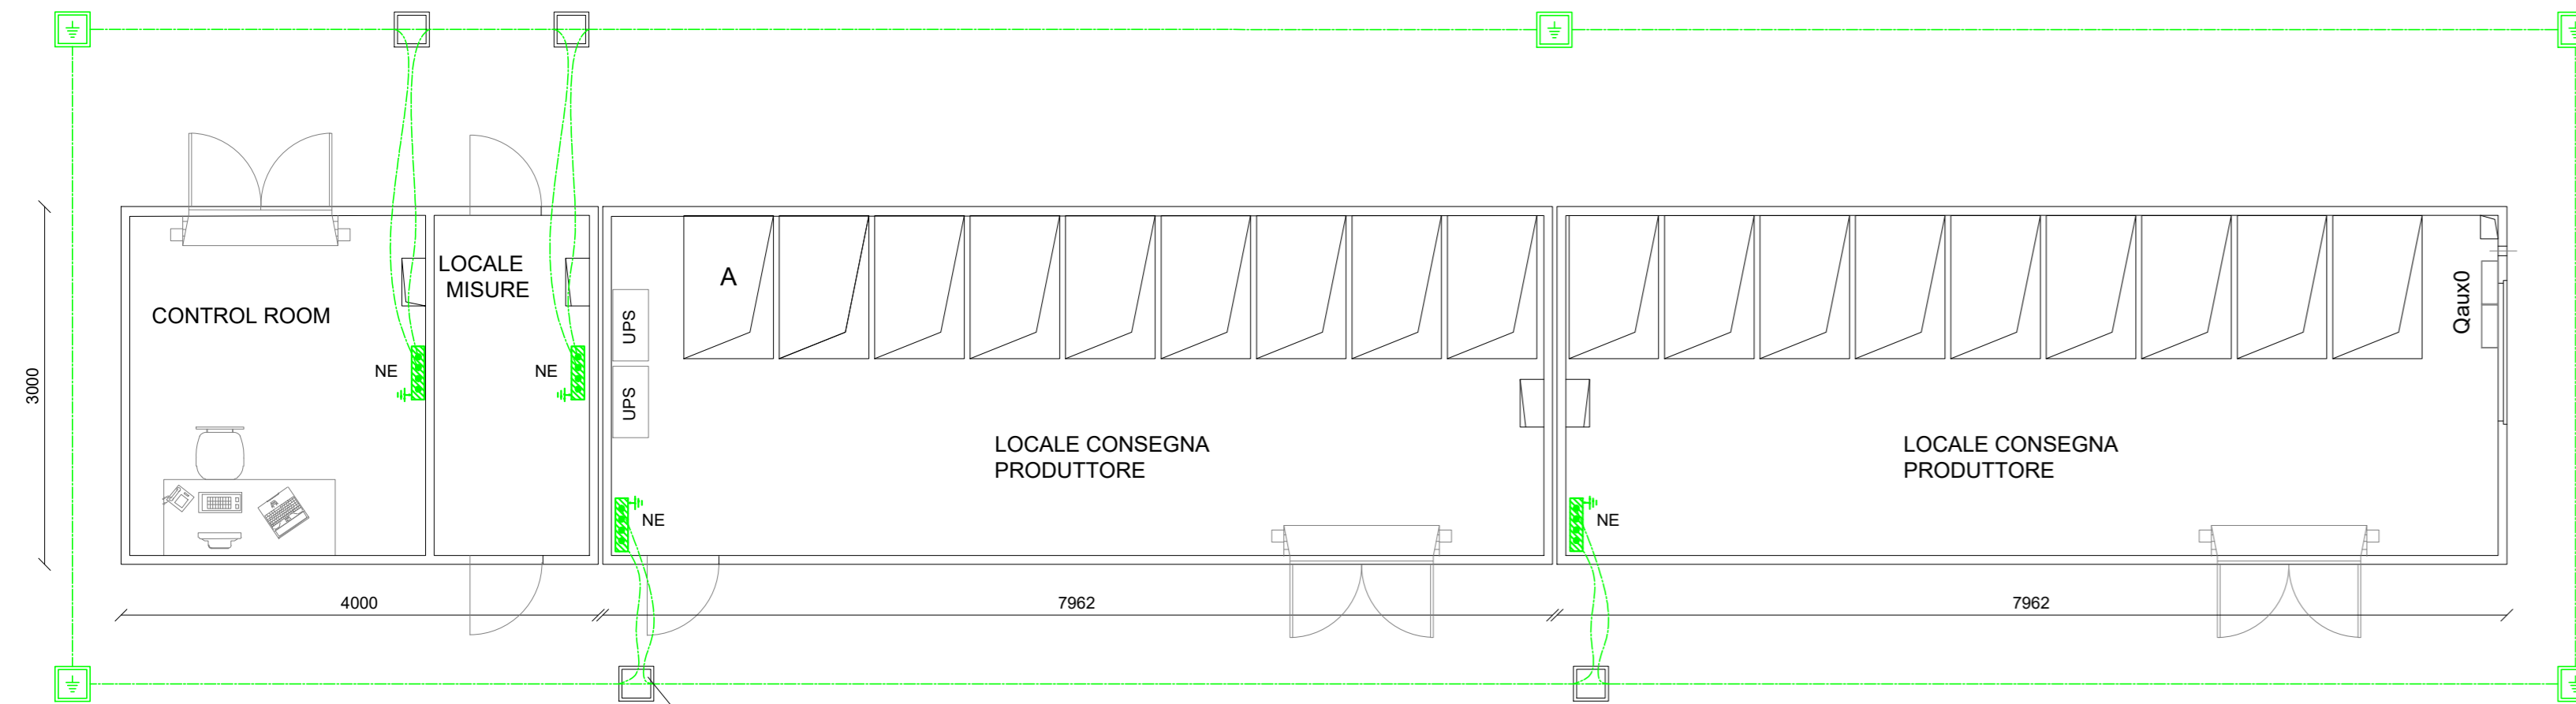 LOCALE
MISURE
A
CONTROL ROOM
UPS
Qaux0
NE
NE
3000
UPS
LOCALE CONSEGNA
PRODUTTORE
LOCALE CONSEGNA
PRODUTTORE
NE
NE
4000
7962
7962